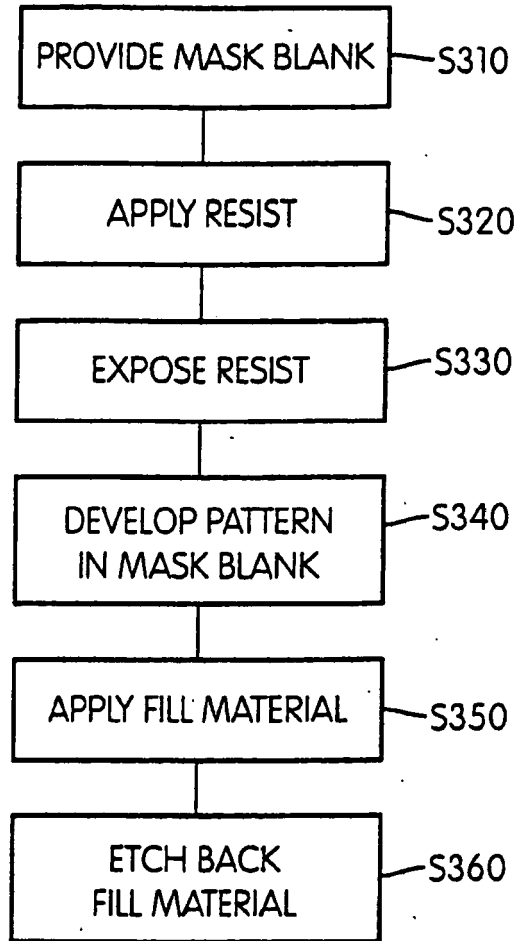 PROVIDE MASK BLANK
S310
APPLY RESIST
S320
EXPOSE RESIST
S330
DEVELOP PATTERN
IN MASK BLANK
S340
APPLY FILL MATERIAL
S350
ETCH BACK
FILL MATERIAL
S360